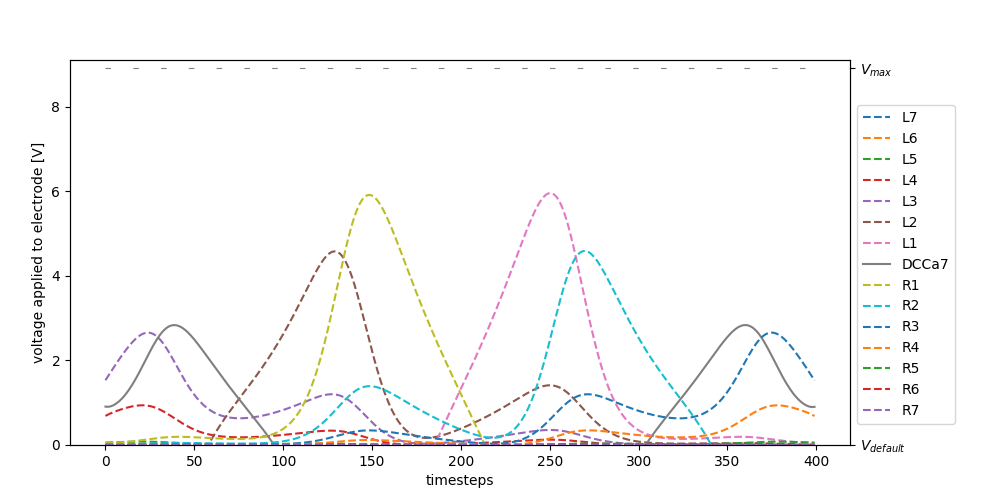 voltage applied to electrode [V]
8
6
4
2
0
0 50 100 150 200 250 300 350 400
timesteps
V_max
V_default
L7
L6
L5
L4
L3
L2
L1
DCCa7
R1
R2
R3
R4
R5
R6
R7